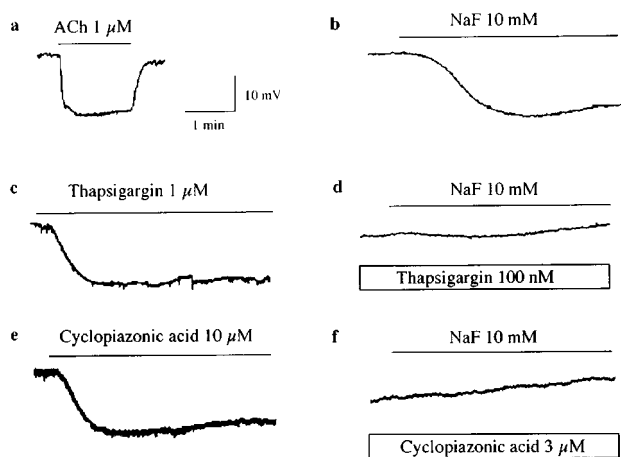 a
ACh 1 µM
10 mV
1 min
b
NaF 10 mM
c
Thapsigargin 1 µM
d
NaF 10 mM
Thapsigargin 100 nM
e
Cyclopiazonic acid 10 µM
f
NaF 10 mM
Cyclopiazonic acid 3 µM